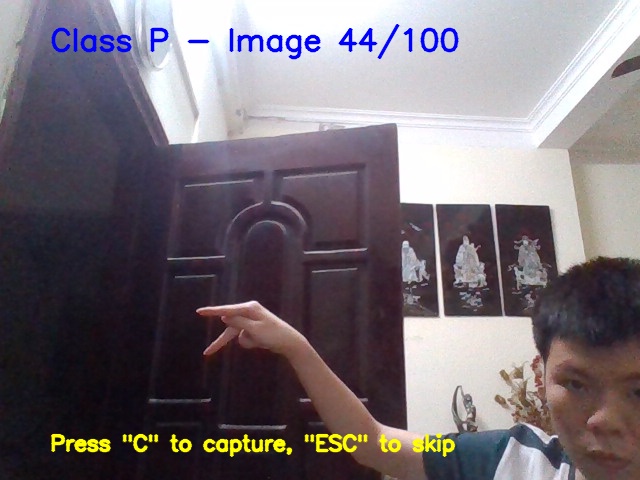 Class P - Image 44/100
Press "C" to capture, "ESC" to skip